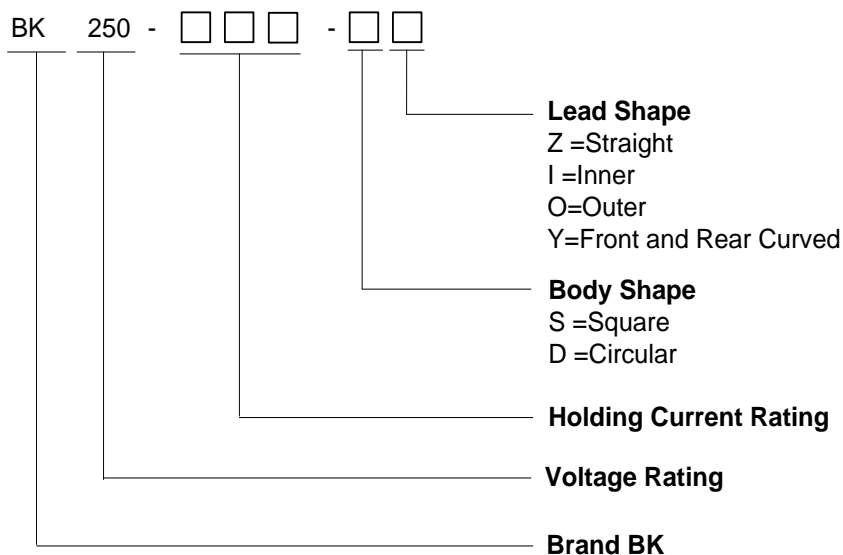 BK 250 - □□□ - □□
Lead Shape
Z =Straight
I =Inner
O=Outer
Y=Front and Rear Curved
Body Shape
S =Square
D =Circular
Holding Current Rating
Voltage Rating
Brand BK